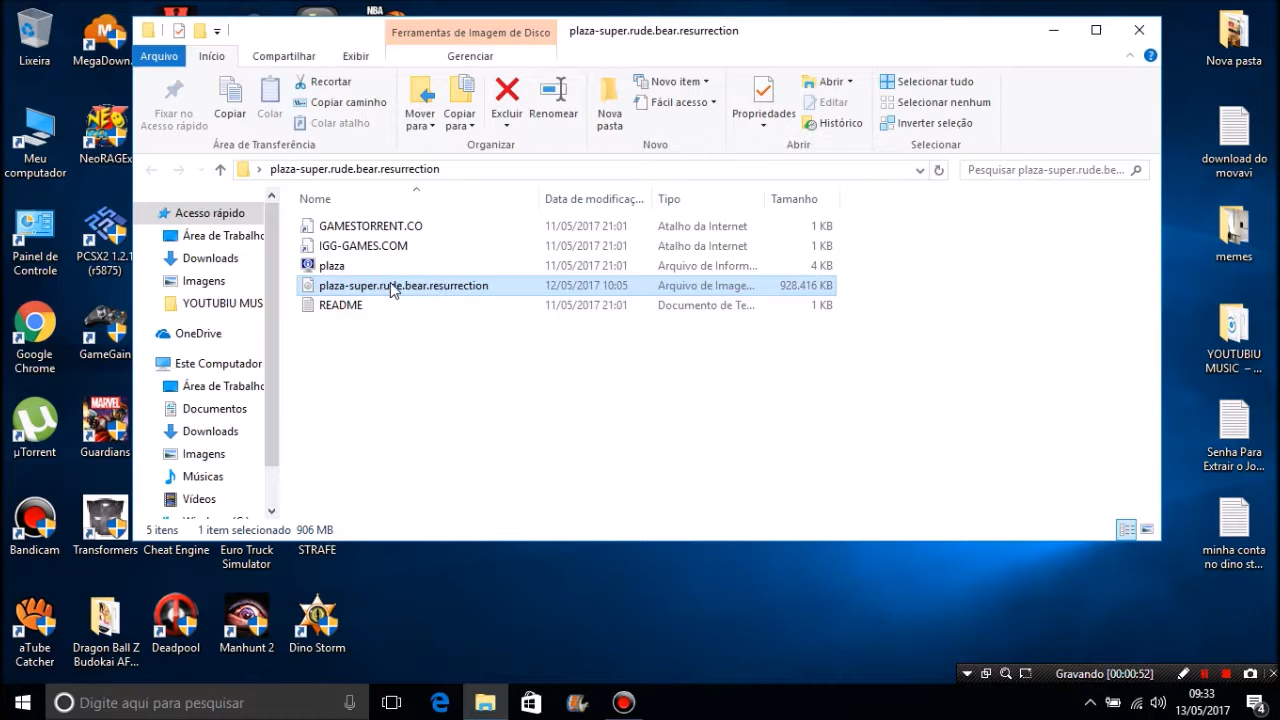 Ferramentas de Imagem de Disco
plaza-super.rude.bear.resurrection
Arquivo
Início
Compartilhar
Exibir
Gerenciar
Fixar no
Acesso rápido
Copiar
Colar
Recortar
Copiar caminho
Colar atalho
Área de Transferência
Mover
para
Copiar
para
Excluir
Renomear
Organizar
Nova
pasta
Novo item
Fácil acesso
Novo
Propriedades
Abrir
Editar
Histórico
Abrir
Selecionar tudo
Selecionar nenhum
Inverter seleção
Selecionar
plaza-super.rude.bear.resurrection
Pesquisar plaza-super.rude.be...
Acesso rápido
Área de Trabalho
Downloads
Imagens
YOUTUBIU MUS
OneDrive
Este Computador
Área de Trabalho
Documentos
Downloads
Imagens
Músicas
Vídeos
Nome
Data de modificaç...
Tipo
Tamanho
GAMESTORRENT.CO 11/05/2017 21:01 Atalho da Internet 1 KB
IGG-GAMES.COM 11/05/2017 21:01 Atalho da Internet 1 KB
plaza 11/05/2017 21:01 Arquivo de Inform... 4 KB
plaza-super.rude.bear.resurrection 12/05/2017 10:05 Arquivo de Image... 928.416 KB
README 11/05/2017 21:01 Documento de Te... 1 KB
5 itens 1 item selecionado 906 MB
NBA
Lixeira
MegaDown...
Meu
computador
NeoRAGEx
Painel de
Controle
PCSX2 1.2.1
(r5875)
Google
Chrome
GameGain
µTorrent
MARVEL
Guardians
Bandicam
Transformers
Cheat Engine
Euro Truck
Simulator
STRAFE
aTube
Catcher
Dragon Ball Z
Budokai AF...
Deadpool
Manhunt 2
Dino Storm
Nova pasta
download do
movavi
memes
YOUTUBIU
MUSIC – ...
Senha Para
Extrair o Jo...
minha conta
no dino st...
Gravando [00:00:52]
Digite aqui para pesquisar
09:33
13/05/2017
4